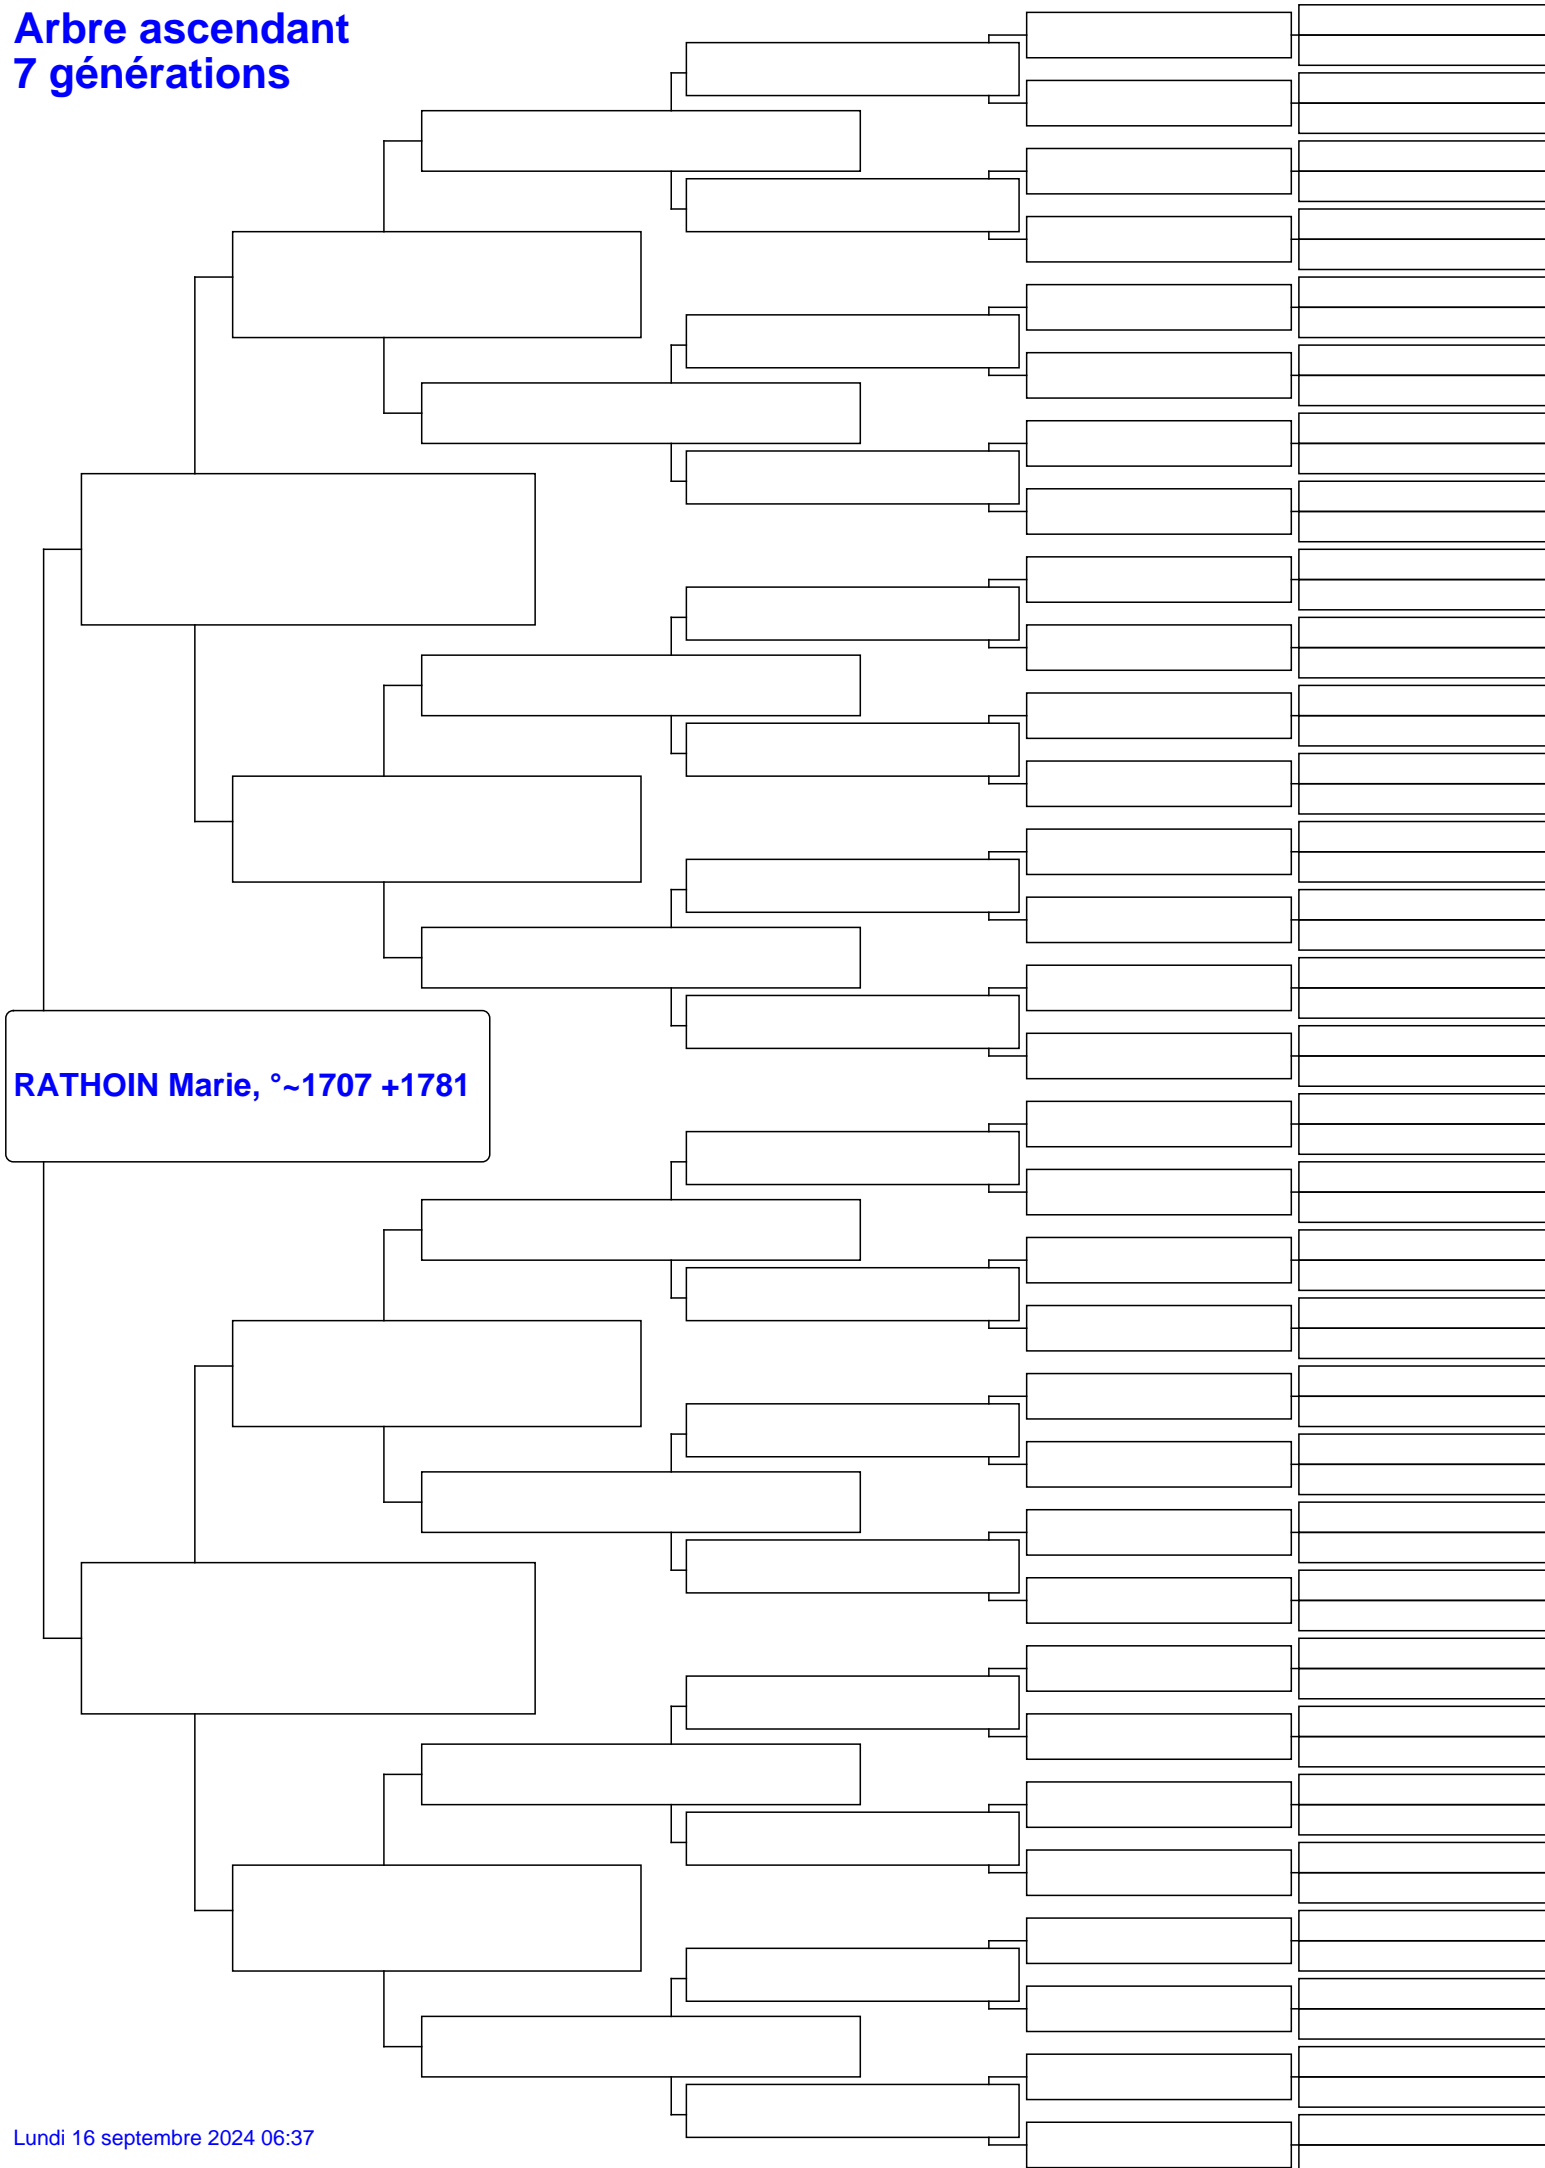 Arbre ascendant
7 générations
RATHOIN Marie, °~1707 +1781
Lundi 16 septembre 2024 06:37